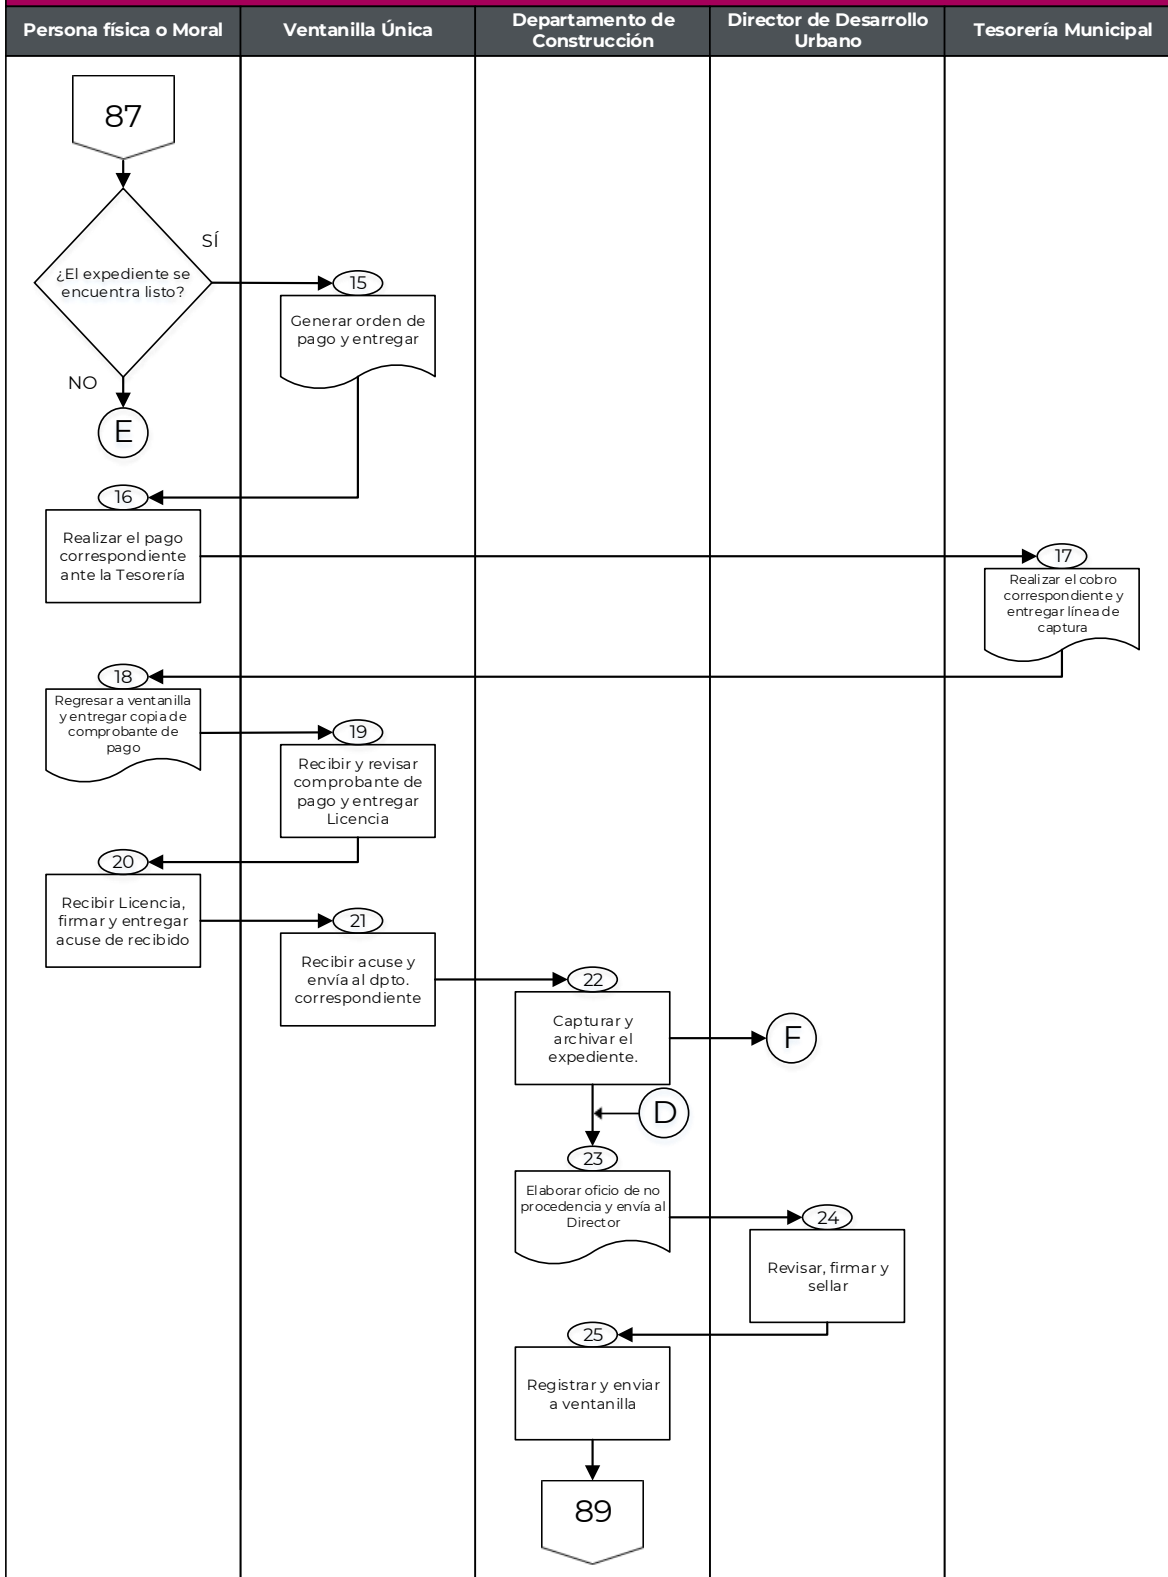 Persona física o Moral
Ventanilla Única
Departamento de
Construcción
Director de Desarrollo
Urbano
Tesorería Municipal
87
¿El expediente se
encuentra listo?
SÍ
NO
E
15
Generar orden de
pago y entregar
16
Realizar el pago
correspondiente
ante la Tesorería
17
Realizar el cobro
correspondiente y
entregar línea de
captura
18
Regresar a ventanilla
y entregar copia de
comprobante de
pago
19
Recibir y revisar
comprobante de
pago y entregar
Licencia
20
Recibir Licencia,
firmar y entregar
acuse de recibido
21
Recibir acuse y
envía al dpto.
correspondiente
22
Capturar y
archivar el
expediente.
F
D
23
Elaborar oficio de no
procedencia y envía al
Director
24
Revisar, firmar y
sellar
25
Registrar y enviar
a ventanilla
89